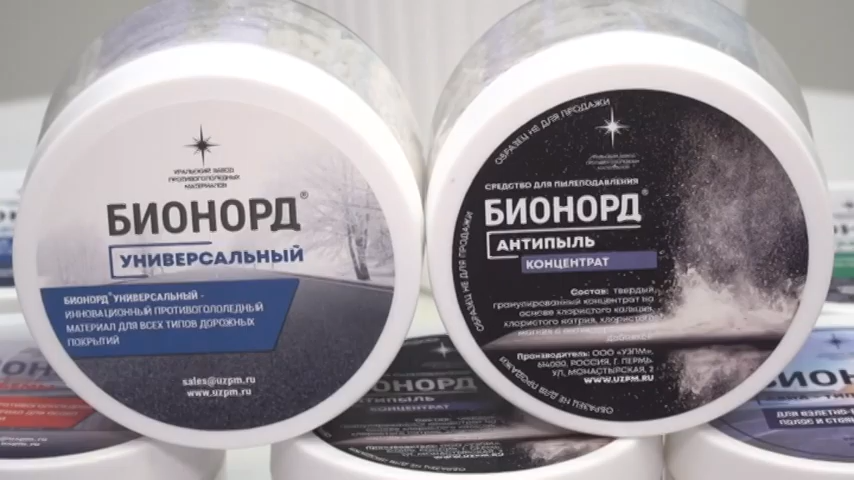 УРАЛЬСКИЙ ЗАВОД
ПРОТИВОГОЛОЛЕДНЫХ
МАТЕРИАЛОВ
БИОНОРД®
УНИВЕРСАЛЬНЫЙ
БИОНОРД®УНИВЕРСАЛЬНЫЙ -
ИННОВАЦИОННЫЙ ПРОТИВОГОЛОЛЕДНЫЙ
МАТЕРИАЛ ДЛЯ ВСЕХ ТИПОВ ДОРОЖНЫХ
ПОКРЫТИЙ
sales@uzpm.ru
www.uzpm.ru
ОБРАЗЕЦ НЕ ДЛЯ ПРОДАЖИ
ОБРАЗЕЦ НЕ ДЛЯ ПРОДАЖИ
ОБРАЗЕЦ НЕ ДЛЯ ПРОДАЖИ
СРЕДСТВО ДЛЯ ПЫЛЕПОДАВЛЕНИЯ
БИОНОРД®
АНТИПЫЛЬ
КОНЦЕНТРАТ
Состав: твердый
гранулированный концентрат на
основе хлористого кальция,
хлористого натрия, хлористого
Производитель: ООО «УЗПМ»,
614000, РОССИЯ, Г. ПЕРМЬ,
УЛ. МОНАСТЫРСКАЯ, 2
WWW.UZPM.RU
БИОНОРД
АНТИПЫЛЬ
КОНЦЕНТРАТ